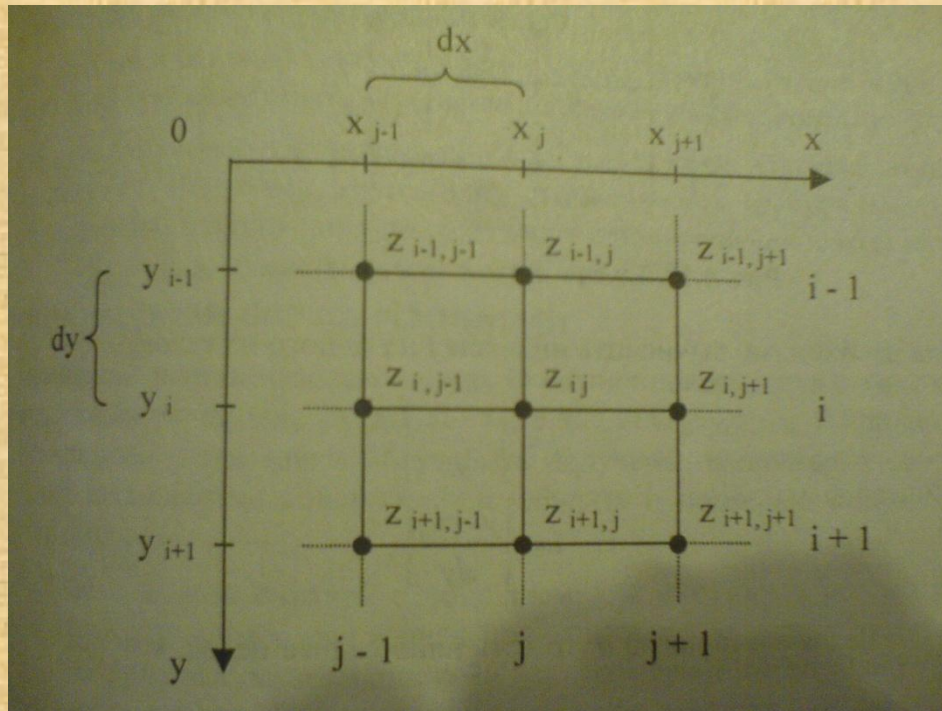 dx
0 x j-1 x j x j+1 x
z i-1, j-1 z i-1, j z i-1, j+1
y i-1 i - 1
dy
z i, j-1 z ij z i, j+1
y i i
z i+1, j-1 z i+1, j z i+1, j+1
y i+1 i + 1
y j - 1 j j + 1